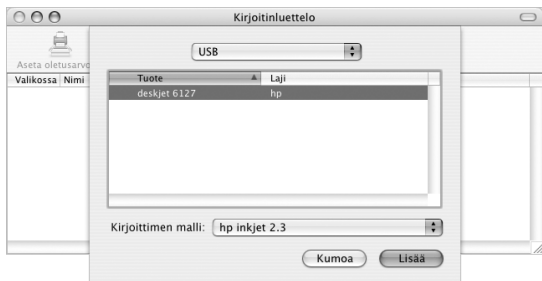 Kirjoitinluettelo
USB
Aseta oletusarvo
Valikossa Nimi
Tuote Laji
deskjet 6127 hp
Kirjoittimen malli: hp inkjet 2.3
Kumoa Lisää